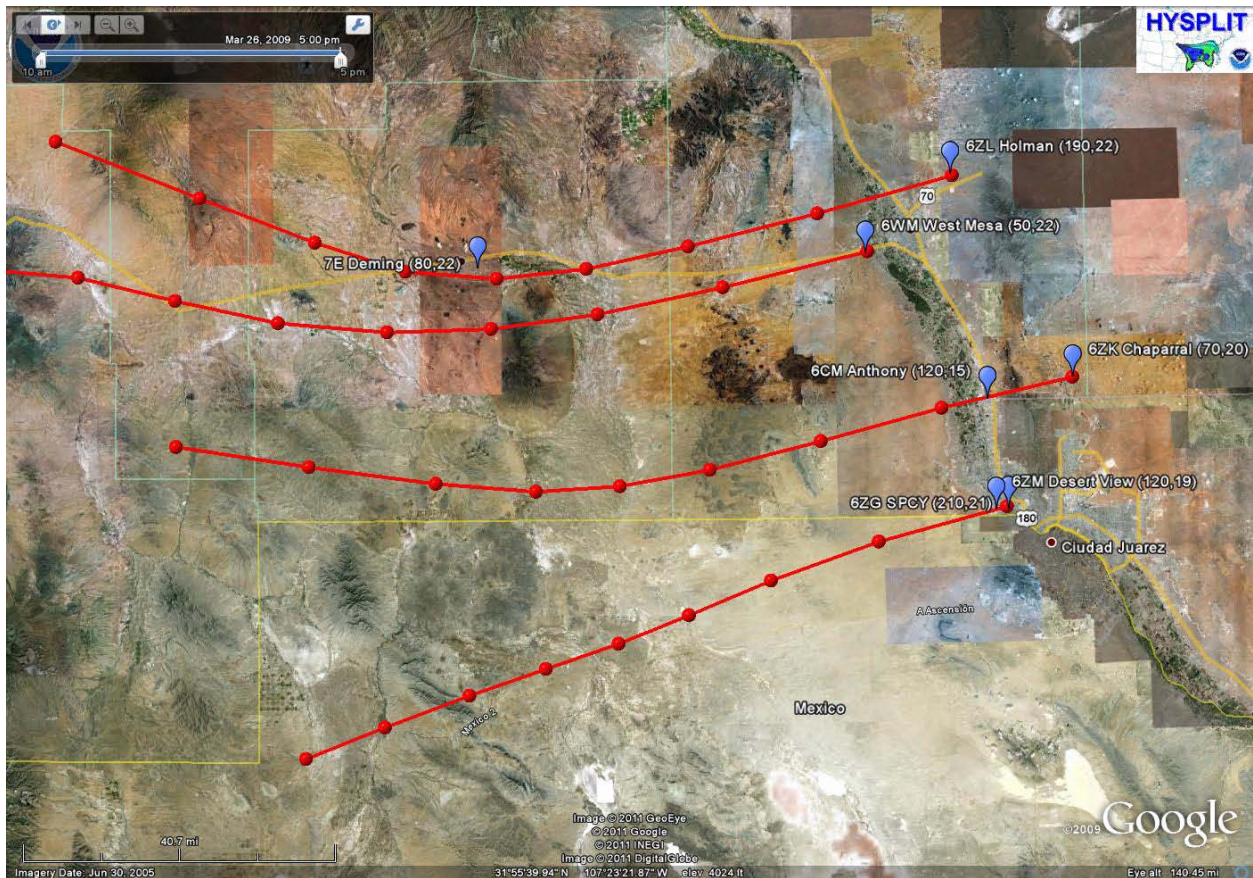 Mar 26, 2009 5:00 pm
10 am
5 pm
HYSPLIT
6ZL Holman (190,22)
70
6WM West Mesa (50,22)
7E Deming (80,22)
6ZK Chaparral (70,20)
6CM Anthony (120,15)
6ZM Desert View (120,19)
6ZG SPCY (210,21)
180
Ciudad Juarez
A Ascensión
Mexico 2
Mexico
Image © 2011 GeoEye
© 2011 Google
© 2011 INEGI
Image © 2011 DigitalGlobe
©2009 Google
40.7 mi
Imagery Date: Jun 30, 2005
31°55'39.94" N 107°23'21.87" W elev 4024 ft
Eye alt 140.45 mi